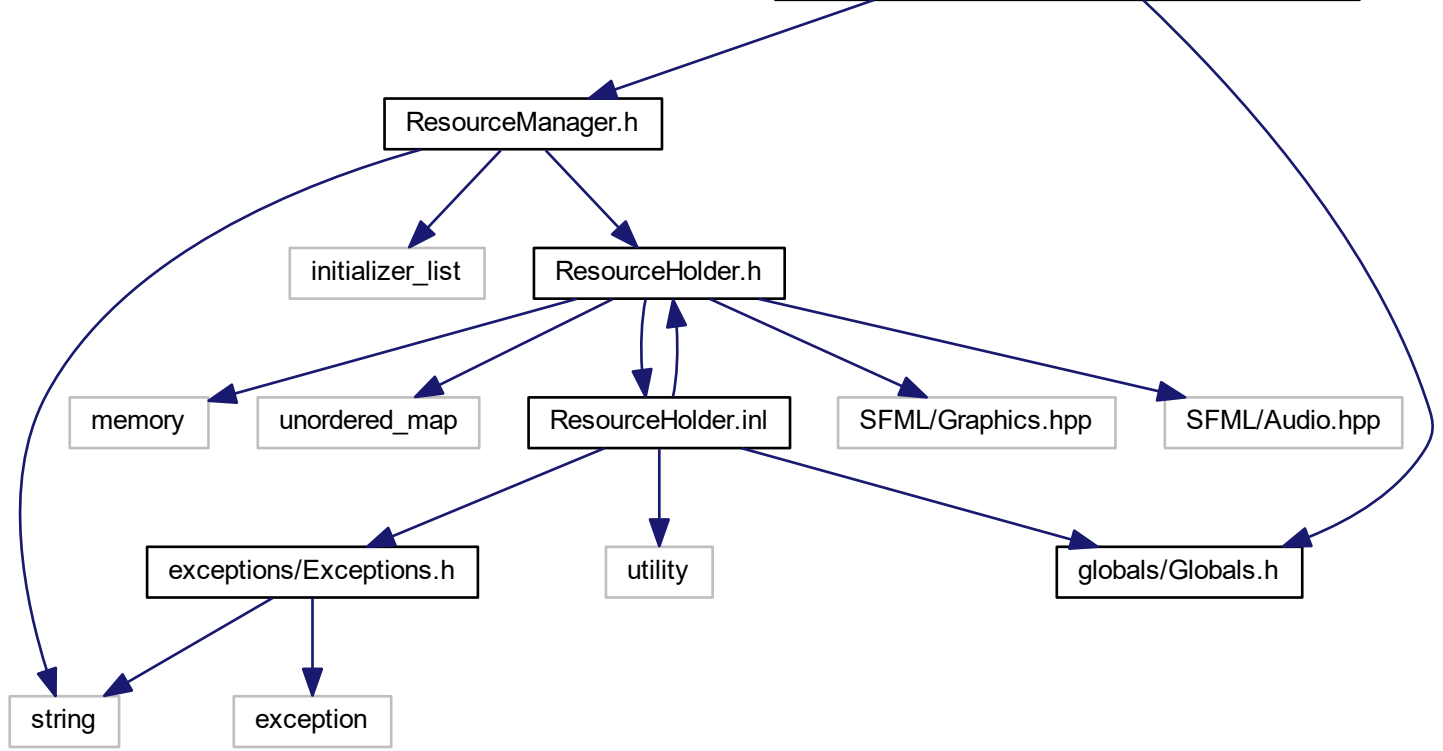 ResourceManager.h
initializer_list
ResourceHolder.h
memory
unordered_map
ResourceHolder.inl
SFML/Graphics.hpp
SFML/Audio.hpp
exceptions/Exceptions.h
utility
globals/Globals.h
string
exception